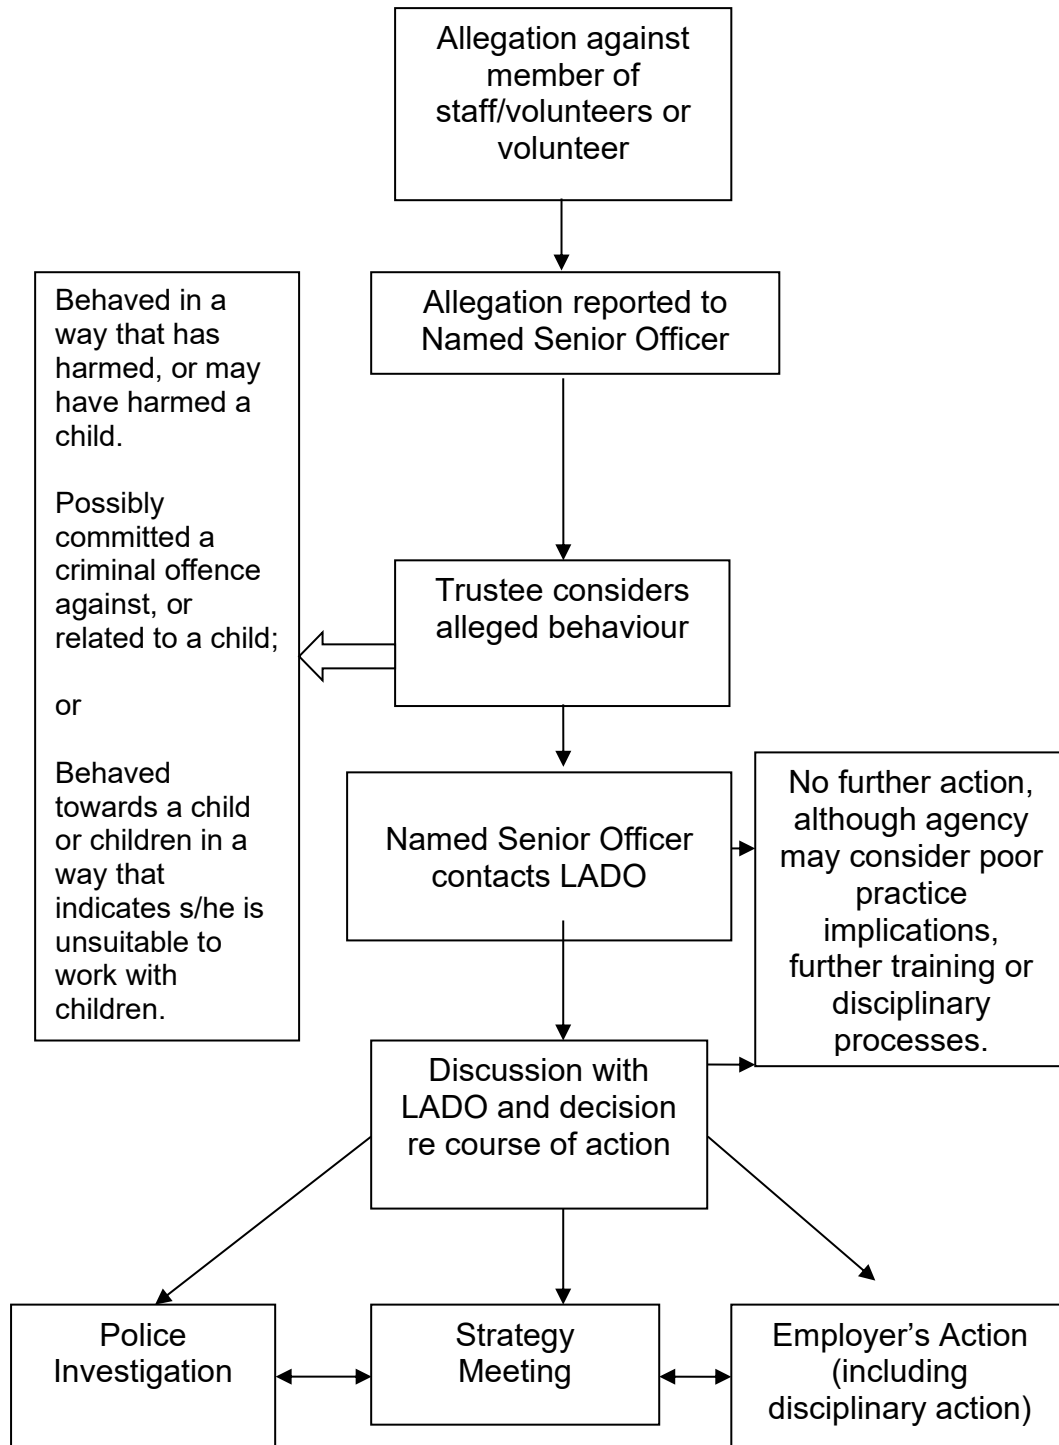 Allegation against
member of
staff/volunteers or
volunteer
Allegation reported to
Named Senior Officer
Behaved in a
way that has
harmed, or may
have harmed a
child.
Possibly
committed a
criminal offence
against, or
related to a child;
or
Behaved
towards a child
or children in a
way that
indicates s/he is
unsuitable to
work with
children.
Trustee considers
alleged behaviour
Named Senior Officer
contacts LADO
No further action,
although agency
may consider poor
practice
implications,
further training or
disciplinary
processes.
Discussion with
LADO and decision
re course of action
Police
Investigation
Strategy
Meeting
Employer’s Action
(including
disciplinary action)